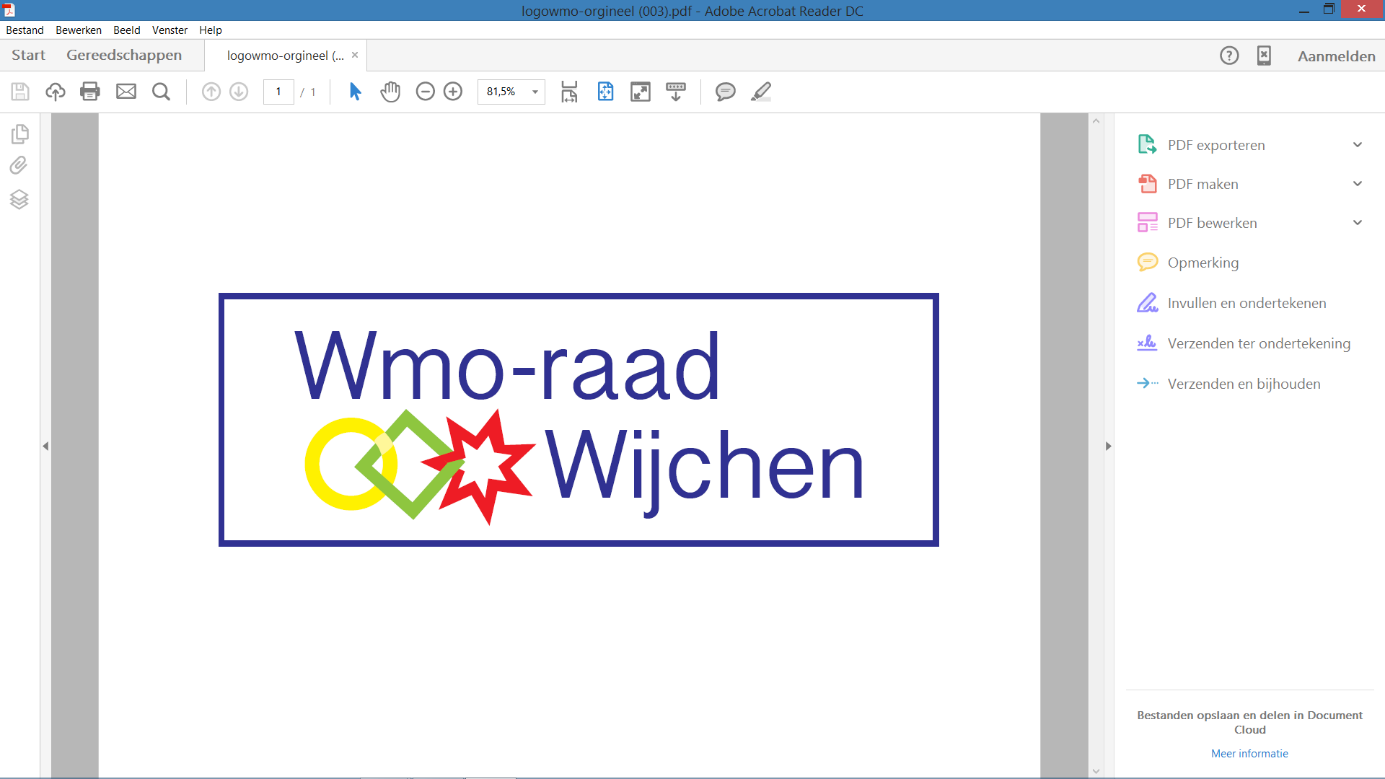 logowmo-orgineel (003).pdf - Adobe Acrobat Reader DC
Bestand Bewerken Beeld Venster Help
Start Gereedschappen logowmo-orgineel (... × Aanmelden
1 / 1 81,5%
PDF exporteren
PDF maken
PDF bewerken
Opmerking
Invullen en ondertekenen
Verzenden ter ondertekening
Verzenden en bijhouden
Wmo-raad
Wijchen
Bestanden opslaan en delen in Document
Cloud
Meer informatie